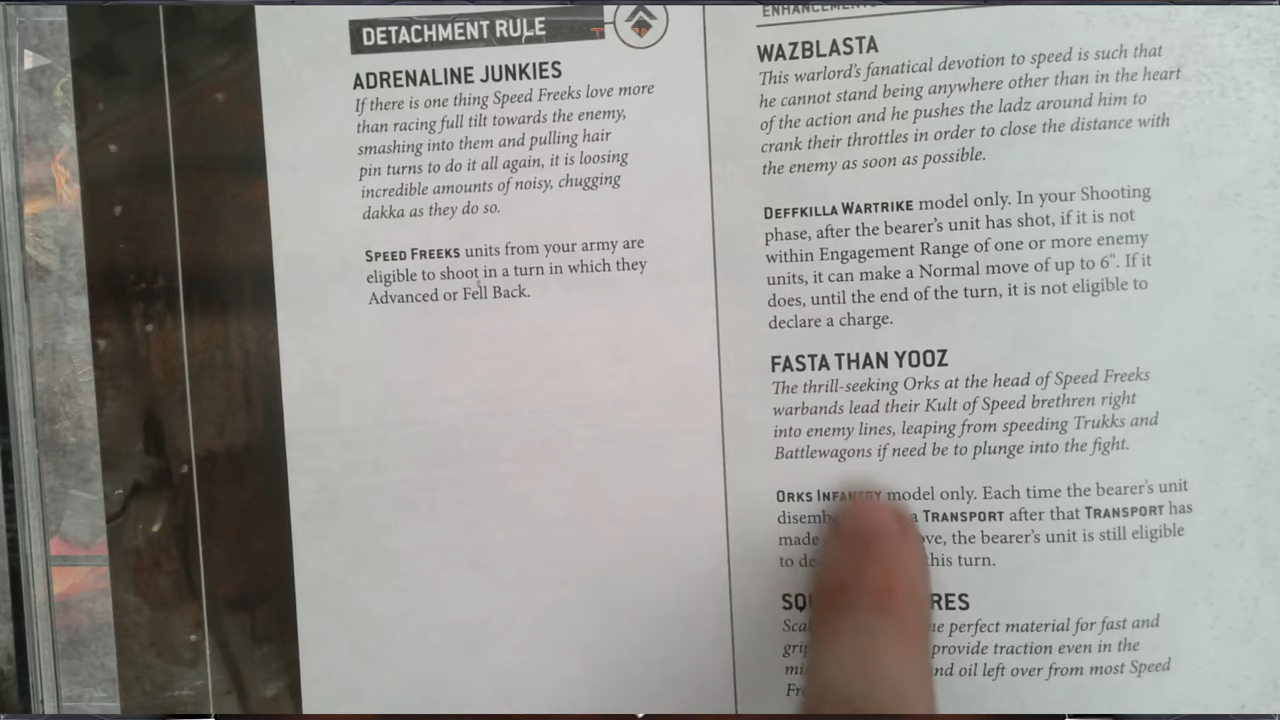 DETACHMENT RULE
ADRENALINE JUNKIES
If there is one thing Speed Freeks love more
than racing full tilt towards the enemy,
smashing into them and pulling hair
pin turns to do it all again, it is loosing
incredible amounts of noisy, chugging
dakka as they do so.
SPEED FREEKS units from your army are
eligible to shoot in a turn in which they
Advanced or Fell Back.
WAZBLASTA
This warlord's fanatical devotion to speed is such that
he cannot stand being anywhere other than in the heart
of the action and he pushes the ladz around him to
crank their throttles in order to close the distance with
the enemy as soon as possible.
DEFFKILLA WARTRIKE model only. In your Shooting
phase, after the bearer's unit has shot, if it is not
within Engagement Range of one or more enemy
units, it can make a Normal move of up to 6". If it
does, until the end of the turn, it is not eligible to
declare a charge.
FASTA THAN YOOZ
The thrill-seeking Orks at the head of Speed Freeks
warbands lead their Kult of Speed brethren right
into enemy lines, leaping from speeding Trukks and
Battlewagons if need be to plunge into the fight.
ORKS INFANTRY model only. Each time the bearer's unit
a TRANSPORT after that TRANSPORT has
made the bearer's unit is still eligible
to this turn.
perfect material for fast and
provide traction even in the
and oil left over from most Speed